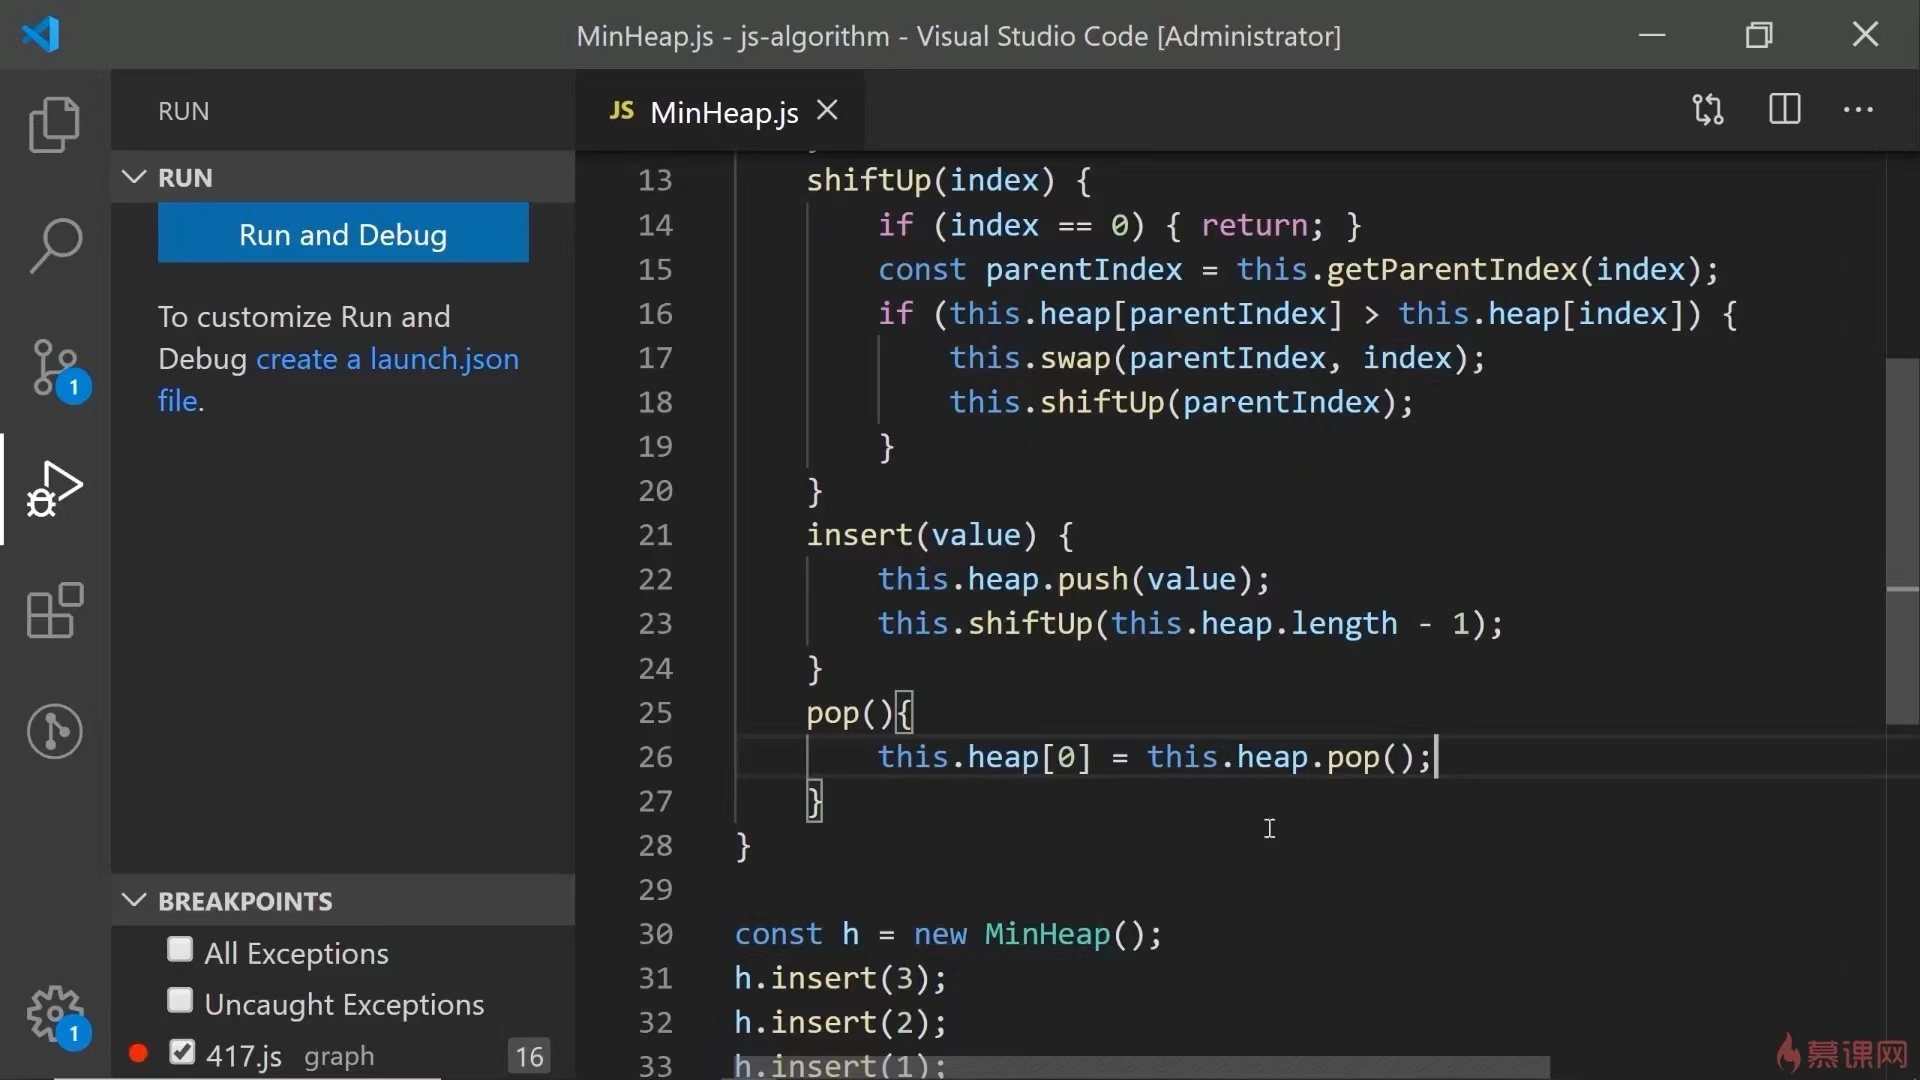 MinHeap.js - js-algorithm - Visual Studio Code [Administrator]
RUN
JS MinHeap.js
RUN
Run and Debug
To customize Run and
Debug create a launch.json
file.
13 shiftUp(index) {
14 if (index == 0) { return; }
15 const parentIndex = this.getParentIndex(index);
16 if (this.heap[parentIndex] > this.heap[index]) {
17 this.swap(parentIndex, index);
18 this.shiftUp(parentIndex);
19 }
20 }
21 insert(value) {
22 this.heap.push(value);
23 this.shiftUp(this.heap.length - 1);
24 }
25 pop(){
26 this.heap[0] = this.heap.pop();
27 }
28 }
29
30 const h = new MinHeap();
31 h.insert(3);
32 h.insert(2);
33 h.insert(1);
1
BREAKPOINTS
All Exceptions
Uncaught Exceptions
417.js graph 16
1
慕课网